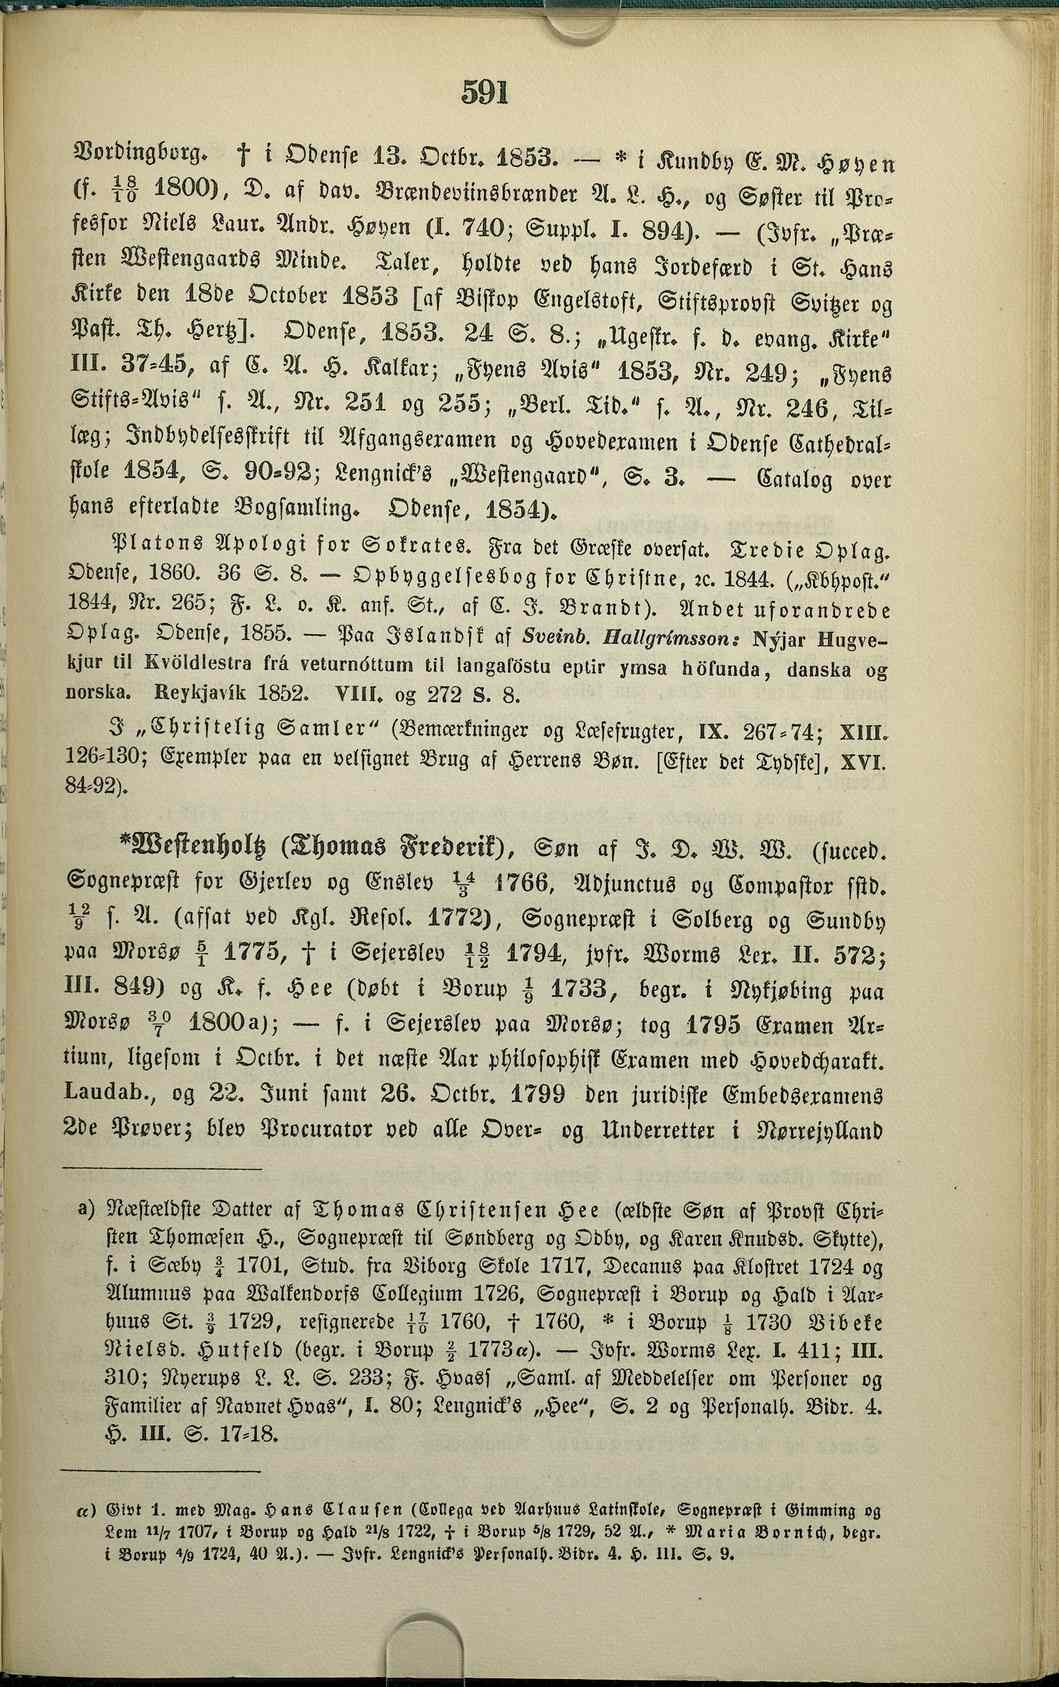 591
Vordingborg. † i Odense 13. Octbr. 1853. — * i Kundby E. M. Høyen
(f. 18/10 1800), D. af dav. Brændeviinsbrænder A. L. H., og Søster til Pro-
fessor Niels Laur. Andr. Høyen (I. 740; Suppl. I. 894). — (Jvfr. „Præ-
sten Westengaards Minde. Taler, holdte ved hans Jordefærd i St. Hans
Kirke den 18de October 1853 [af Biskop Engelstoft, Stiftsprovst Svitzer og
Past. Th. Hertz]. Odense, 1853. 24 S. 8.; „Ugeskr. f. d. evang. Kirke“
III. 37-45, af C. A. H. Kalkar; „Fyens Avis“ 1853, Nr. 249; „Fyens
Stifts-Avis“ s. A., Nr. 251 og 255; „Berl. Tid.“ s. A., Nr. 246, Til-
læg; Indbydelsesskrift til Afgangsexamen og Hovedexamen i Odense Cathedral-
skole 1854, S. 90-92; Lengnick's „Westengaard“, S. 3. — Catalog over
hans efterladte Bogsamling. Odense, 1854).
Platons Apologi for Sokrates. Fra det Græske oversat. Tredie Oplag.
Odense, 1860. 36 S. 8. — Opbyggelsesbog for Christne, ꝛc. 1844. („Kbhpost.“
1844, Nr. 265; F. L. o. K. anf. St., af C. J. Brandt). Andet uforandrede
Oplag. Odense, 1855. — Paa Islandsk af Sveinb. Hallgrímsson: Nýjar Hugve-
kjur til Kvöldlestra frá veturnóttum til langaföstu eptir ymsa höfunda, danska og
norska. Reykjavík 1852. VIII. og 272 S. 8.
I „Christelig Samler“ (Bemærkninger og Læsefrugter, IX. 267-74; XIII.
126-130; Exempler paa en velsignet Brug af Herrens Bøn. [Efter det Tydske], XVI.
84-92).
*Westenholtz (Thomas Frederik), Søn af J. D. W. W. (succed.
Sognepræst for Gjerlev og Enslev 14/3 1766, Adjunctus og Compastor sstd.
12/9 s. A. (afsat ved Kgl. Resol. 1772), Sognepræst i Solberg og Sundby
paa Morsø 5/1 1775, † i Sejerslev 18/12 1794, jvfr. Worms Lex. II. 572;
III. 849) og K. f. Hee (døbt i Borup 1/9 1733, begr. i Nykjøbing paa
Morsø 30/7 1800a); — f. i Sejerslev paa Morsø; tog 1795 Examen Ar-
tium, ligesom i Octbr. i det næste Aar philosophisk Examen med Hovedcharakt.
Laudab., og 22. Juni samt 26. Octbr. 1799 den juridiske Embedsexamens
2de Prøver; blev Procurator ved alle Over- og Underretter i Nørrejylland
a) Næstældste Datter af Thomas Christensen Hee (ældste Søn af Provst Chri-
sten Thomæsen H., Sognepræst til Søndberg og Odby, og Karen Knudsd. Skytte),
f. i Sæby 3/4 1701, Stud. fra Viborg Skole 1717, Decanus paa Klostret 1724 og
Alumnus paa Walkendorfs Collegium 1726, Sognepræst i Borup og Hald i Aar-
huus St. 3/9 1729, resignerede 17/10 1760, † 1760, * i Borup 1/8 1730 Vibeke
Nielsd. Hutfeld (begr. i Borup 2/2 1773α). — Jvfr. Worms Lex. I. 411; III.
310; Nyerups L. L. S. 233; F. Hvass „Saml. af Meddelelser om Personer og
Familier af Navnet Hvas“, I. 80; Lengnick's „Hee“, S. 2 og Personalh. Bidr. 4.
H. III. S. 17-18.
α) Givt 1. med Mag. Hans Clausen (Collega ved Aarhuus Latinskole, Sognepræst i Gimming og
Lem 11/7 1707, i Borup og Hald 21/8 1722, † i Borup 5/8 1729, 52 A., * Maria Bornich, begr.
i Borup 4/9 1724, 40 A.). — Jvfr. Lengnick's Personalh. Bidr. 4. H. III. S. 9.